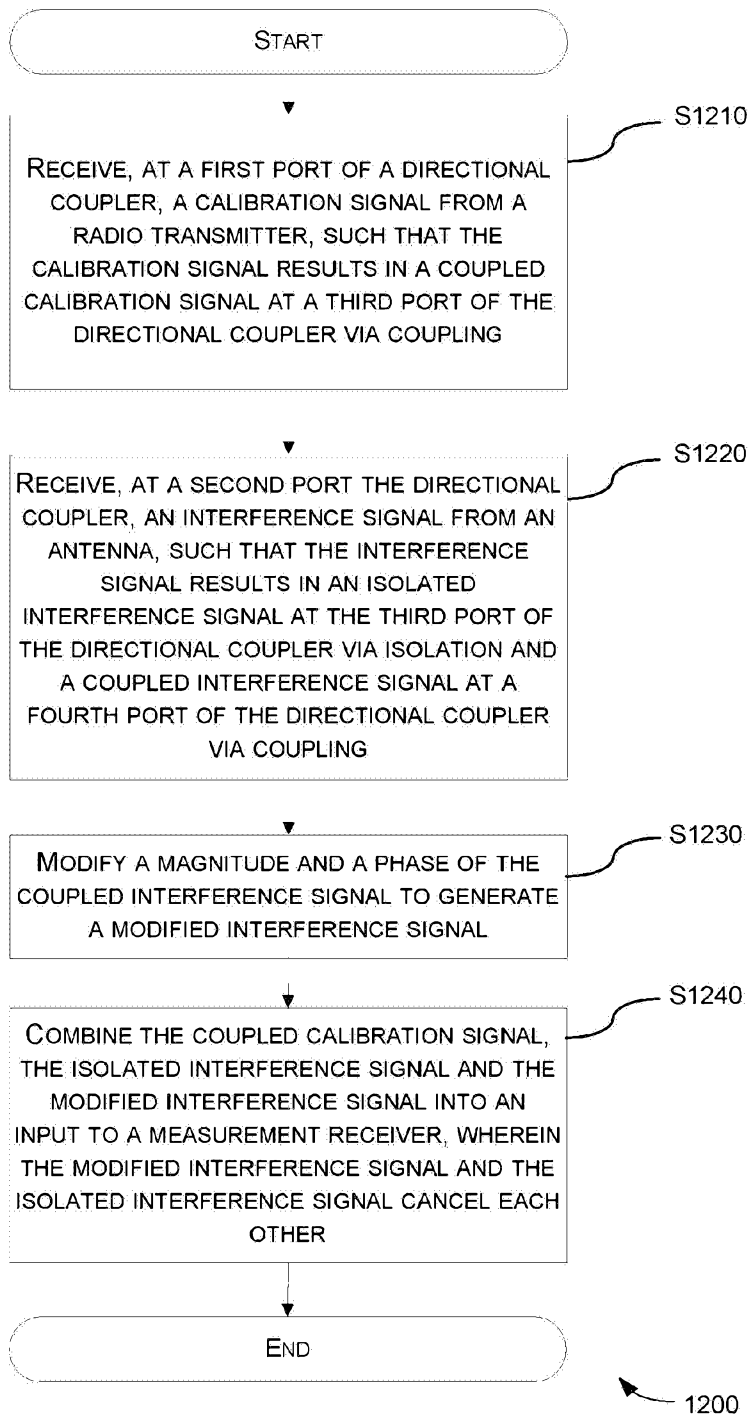 START
S1210
RECEIVE, AT A FIRST PORT OF A DIRECTIONAL
COUPLER, A CALIBRATION SIGNAL FROM A
RADIO TRANSMITTER, SUCH THAT THE
CALIBRATION SIGNAL RESULTS IN A COUPLED
CALIBRATION SIGNAL AT A THIRD PORT OF THE
DIRECTIONAL COUPLER VIA COUPLING
S1220
RECEIVE, AT A SECOND PORT THE DIRECTIONAL
COUPLER, AN INTERFERENCE SIGNAL FROM AN
ANTENNA, SUCH THAT THE INTERFERENCE
SIGNAL RESULTS IN AN ISOLATED
INTERFERENCE SIGNAL AT THE THIRD PORT OF
THE DIRECTIONAL COUPLER VIA ISOLATION AND
A COUPLED INTERFERENCE SIGNAL AT A
FOURTH PORT OF THE DIRECTIONAL COUPLER
VIA COUPLING
S1230
MODIFY A MAGNITUDE AND A PHASE OF THE
COUPLED INTERFERENCE SIGNAL TO GENERATE
A MODIFIED INTERFERENCE SIGNAL
S1240
COMBINE THE COUPLED CALIBRATION SIGNAL,
THE ISOLATED INTERFERENCE SIGNAL AND THE
MODIFIED INTERFERENCE SIGNAL INTO AN
INPUT TO A MEASUREMENT RECEIVER, WHEREIN
THE MODIFIED INTERFERENCE SIGNAL AND THE
ISOLATED INTERFERENCE SIGNAL CANCEL EACH
OTHER
END
1200